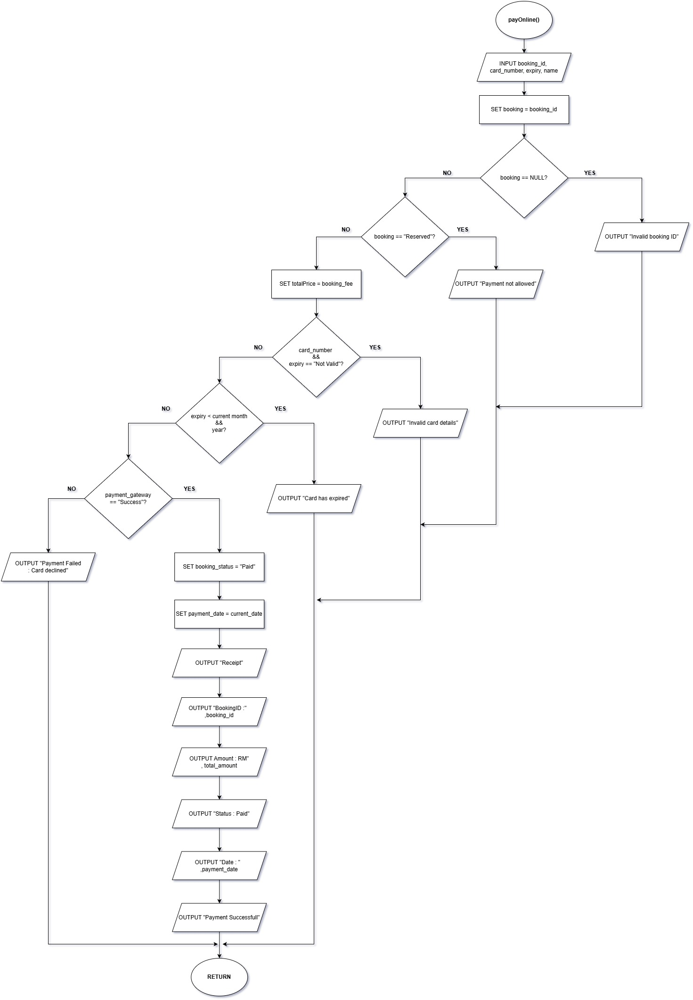 payOnline()
INPUT booking_id,
card_number, expiry, name
SET booking = booking_id
NO
booking == NULL?
YES
NO
booking == "Reserved"?
YES
OUTPUT "Invalid booking ID"
SET totalPrice = booking_fee
OUTPUT "Payment not allowed"
NO
card_number
&&
expiry == "Not Valid"?
YES
NO
expiry < current month
&&
year?
YES
OUTPUT "Invalid card details"
NO
payment_gateway
== "Success"?
YES
OUTPUT "Card has expired"
OUTPUT "Payment Failed
: Card declined"
SET booking_status = "Paid"
SET payment_date = current_date
OUTPUT "Receipt"
OUTPUT "BookingID :"
,booking_id
OUTPUT Amount : RM"
, total_amount
OUTPUT "Status : Paid"
OUTPUT "Date : "
,payment_date
OUTPUT "Payment Successfull"
RETURN